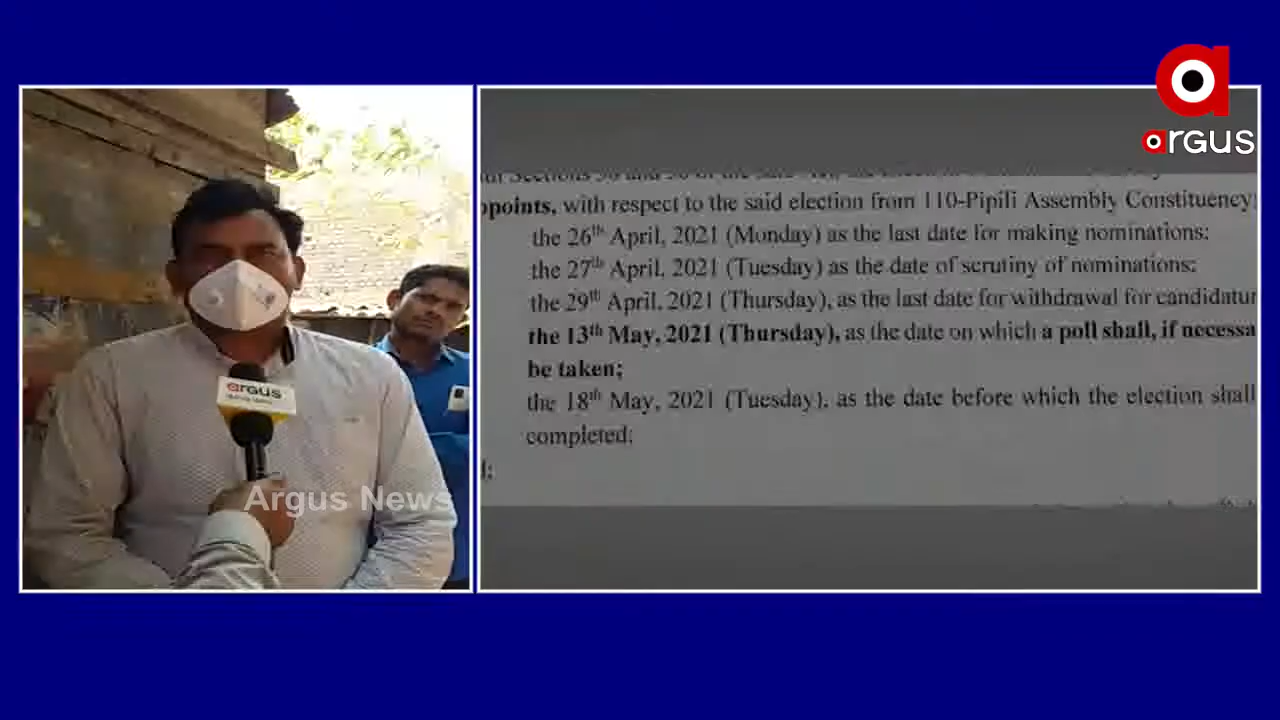 argus
opoints, with respect to the said election from 110-Pipili Assembly Constituency;
the 26th April, 2021 (Monday) as the last date for making nominations;
the 27th April, 2021 (Tuesday) as the date of scrutiny of nominations;
the 29th April, 2021 (Thursday), as the last date for withdrawal for candidatur
the 13th May, 2021 (Thursday), as the date on which a poll shall, if necessa
be taken;
the 18th May, 2021 (Tuesday), as the date before which the election shall
completed;
argus
Argus News